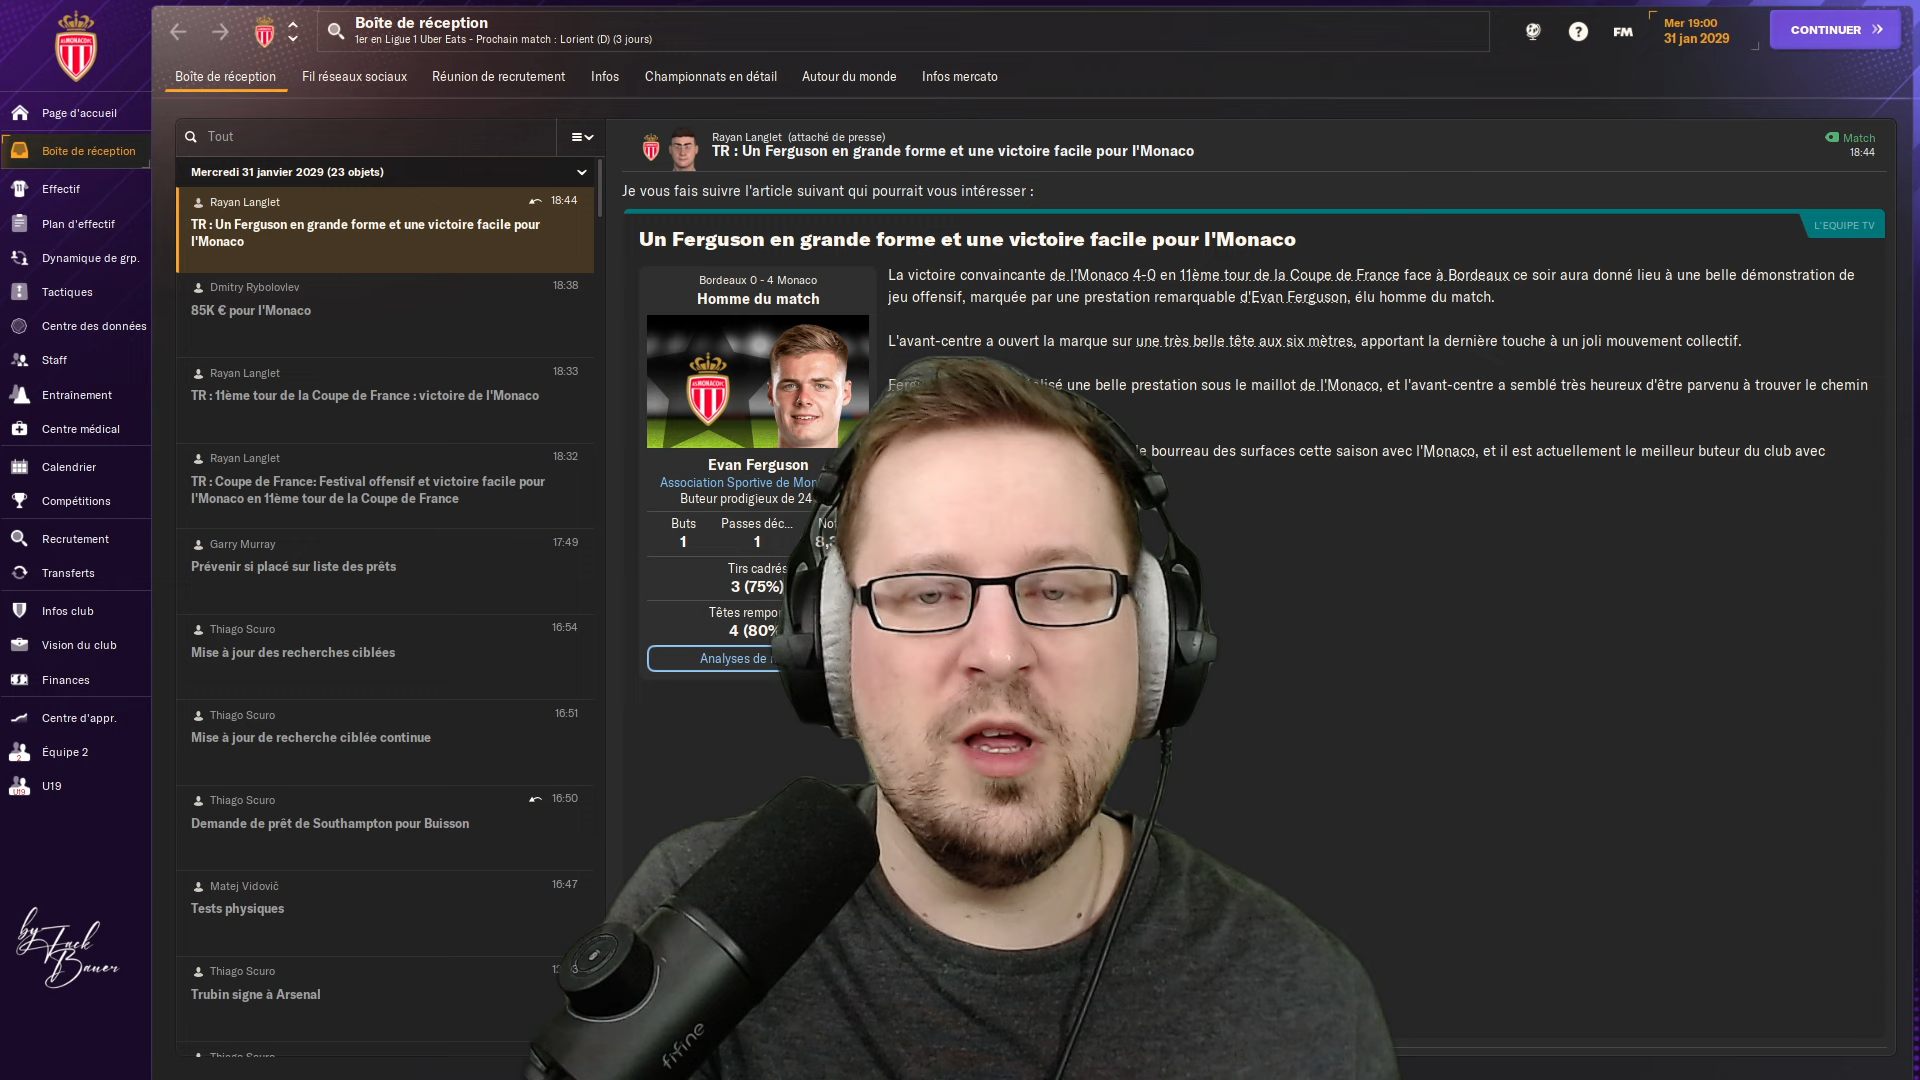 Boîte de réception
1er en Ligue 1 Uber Eats - Prochain match : Lorient (D) (3 jours)
FM
Mer 19:00
31 jan 2029
CONTINUER
Boîte de réception
Fil réseaux sociaux
Réunion de recrutement
Infos
Championnats en détail
Autour du monde
Infos mercato
Page d'accueil
Boîte de réception
Effectif
Plan d'effectif
Dynamique de grp.
Tactiques
Centre des données
Staff
Entraînement
Centre médical
Calendrier
Compétitions
Recrutement
Transferts
Infos club
Vision du club
Finances
Centre d'appr.
Équipe 2
U19
by Jack Bauer
Tout
Mercredi 31 janvier 2029 (23 objets)
Rayan Langlet 18:44
TR : Un Ferguson en grande forme et une victoire facile pour
l'Monaco
Dmitry Rybolovlev 18:38
85K € pour l'Monaco
Rayan Langlet 18:33
TR : 11ème tour de la Coupe de France : victoire de l'Monaco
Rayan Langlet 18:32
TR : Coupe de France: Festival offensif et victoire facile pour
l'Monaco en 11ème tour de la Coupe de France
Garry Murray 17:49
Prévenir si placé sur liste des prêts
Thiago Scuro 16:54
Mise à jour des recherches ciblées
Thiago Scuro 16:51
Mise à jour de recherche ciblée continue
Thiago Scuro 16:50
Demande de prêt de Southampton pour Buisson
Matej Vidović 16:47
Tests physiques
Thiago Scuro
Trubin signe à Arsenal
Thiago Scuro
Rayan Langlet (attaché de presse)
TR : Un Ferguson en grande forme et une victoire facile pour l'Monaco
Match
18:44
Je vous fais suivre l'article suivant qui pourrait vous intéresser :
L'EQUIPE TV
Un Ferguson en grande forme et une victoire facile pour l'Monaco
Bordeaux 0 - 4 Monaco
Homme du match
Evan Ferguson
Association Sportive de Mon
Buteur prodigieux de 24
Buts
Passes déc...
1
1
8,3
Tirs cadrés
3 (75%)
Têtes rempo
4 (80%
Analyses de
La victoire convaincante de l'Monaco 4-0 en 11ème tour de la Coupe de France face à Bordeaux ce soir aura donné lieu à une belle démonstration de
jeu offensif, marquée par une prestation remarquable d'Evan Ferguson, élu homme du match.
L'avant-centre a ouvert la marque sur une très belle tête aux six mètres, apportant la dernière touche à un joli mouvement collectif.
une belle prestation sous le maillot de l'Monaco, et l'avant-centre a semblé très heureux d'être parvenu à trouver le chemin
bourreau des surfaces cette saison avec l'Monaco, et il est actuellement le meilleur buteur du club avec
fifine